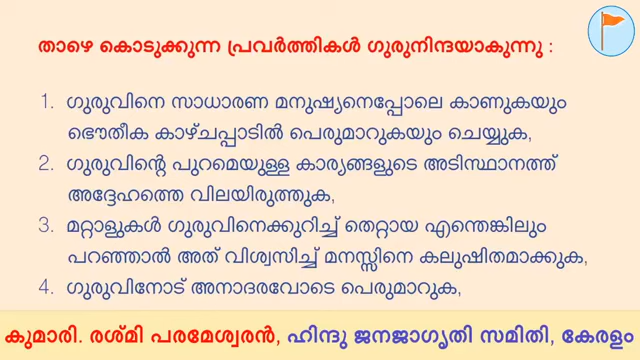 താഴെ കൊടുക്കുന്ന പ്രവർത്തികൾ ഗുരുനിന്ദയാകുന്നു :
1. ഗുരുവിനെ സാധാരണ മനുഷ്യനെപ്പോലെ കാണുകയും
ഭൌതീക കാഴ്ചപ്പാടിൽ പെരുമാറുകയും ചെയ്യുക,
2. ഗുരുവിന്റെ പുറമെയുള്ള കാര്യങ്ങളുടെ അടിസ്ഥാനത്ത്
അദ്ദേഹത്തെ വിലയിരുത്തുക,
3. മറ്റാളുകൾ ഗുരുവിനെക്കുറിച്ച് തെറ്റായ എന്തെങ്കിലും
പറഞ്ഞാൽ അത് വിശ്വസിച്ച് മനസ്സിനെ കലുഷിതമാക്കുക,
4. ഗുരുവിനോട് അനാദരവോടെ പെരുമാറുക,
കുമാരി. രശ്മി പരമേശ്വരൻ, ഹിന്ദു ജനജാഗൃതി സമിതി, കേരളം